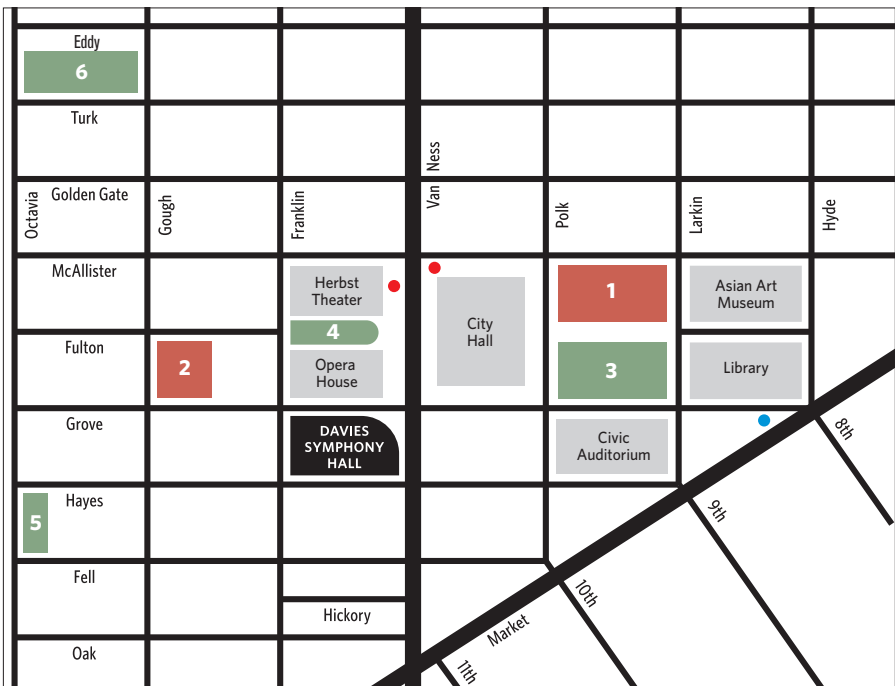 Eddy
6
Turk
Van Ness
Octavia
Golden Gate
Gough
Franklin
Polk
Larkin
Hyde
McAllister
Herbst
Theater
City
Hall
1
Asian Art
Museum
4
Fulton
2
Opera
House
3
Library
Grove
DAVIES
SYMPHONY
HALL
Civic
Auditorium
8th
Hayes
5
9th
Fell
10th
Hickory
Market
Oak
11th